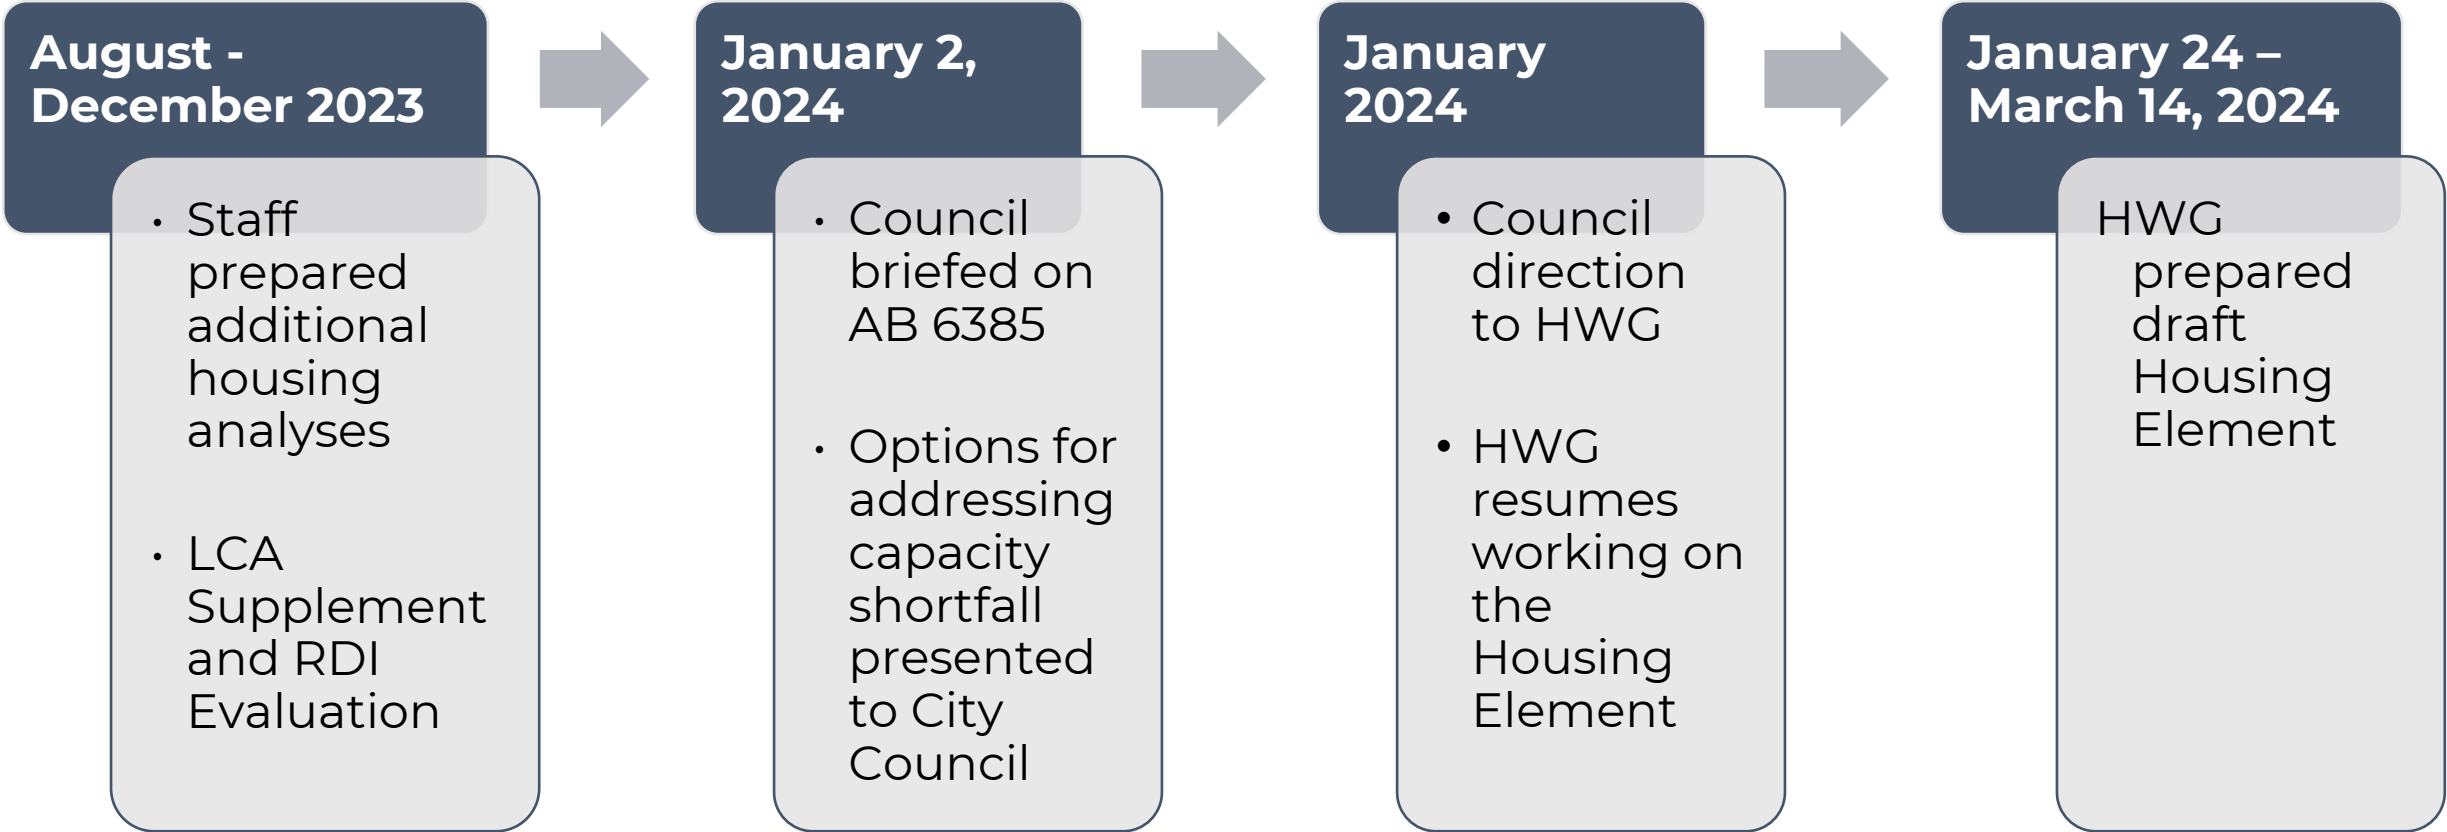 August -
December 2023
• Staff
prepared
additional
housing
analyses
• LCA
Supplement
and RDI
Evaluation
January 2,
2024
• Council
briefed on
AB 6385
• Options for
addressing
capacity
shortfall
presented
to City
Council
January
2024
• Council
direction
to HWG
• HWG
resumes
working on
the
Housing
Element
January 24 –
March 14, 2024
HWG
prepared
draft
Housing
Element